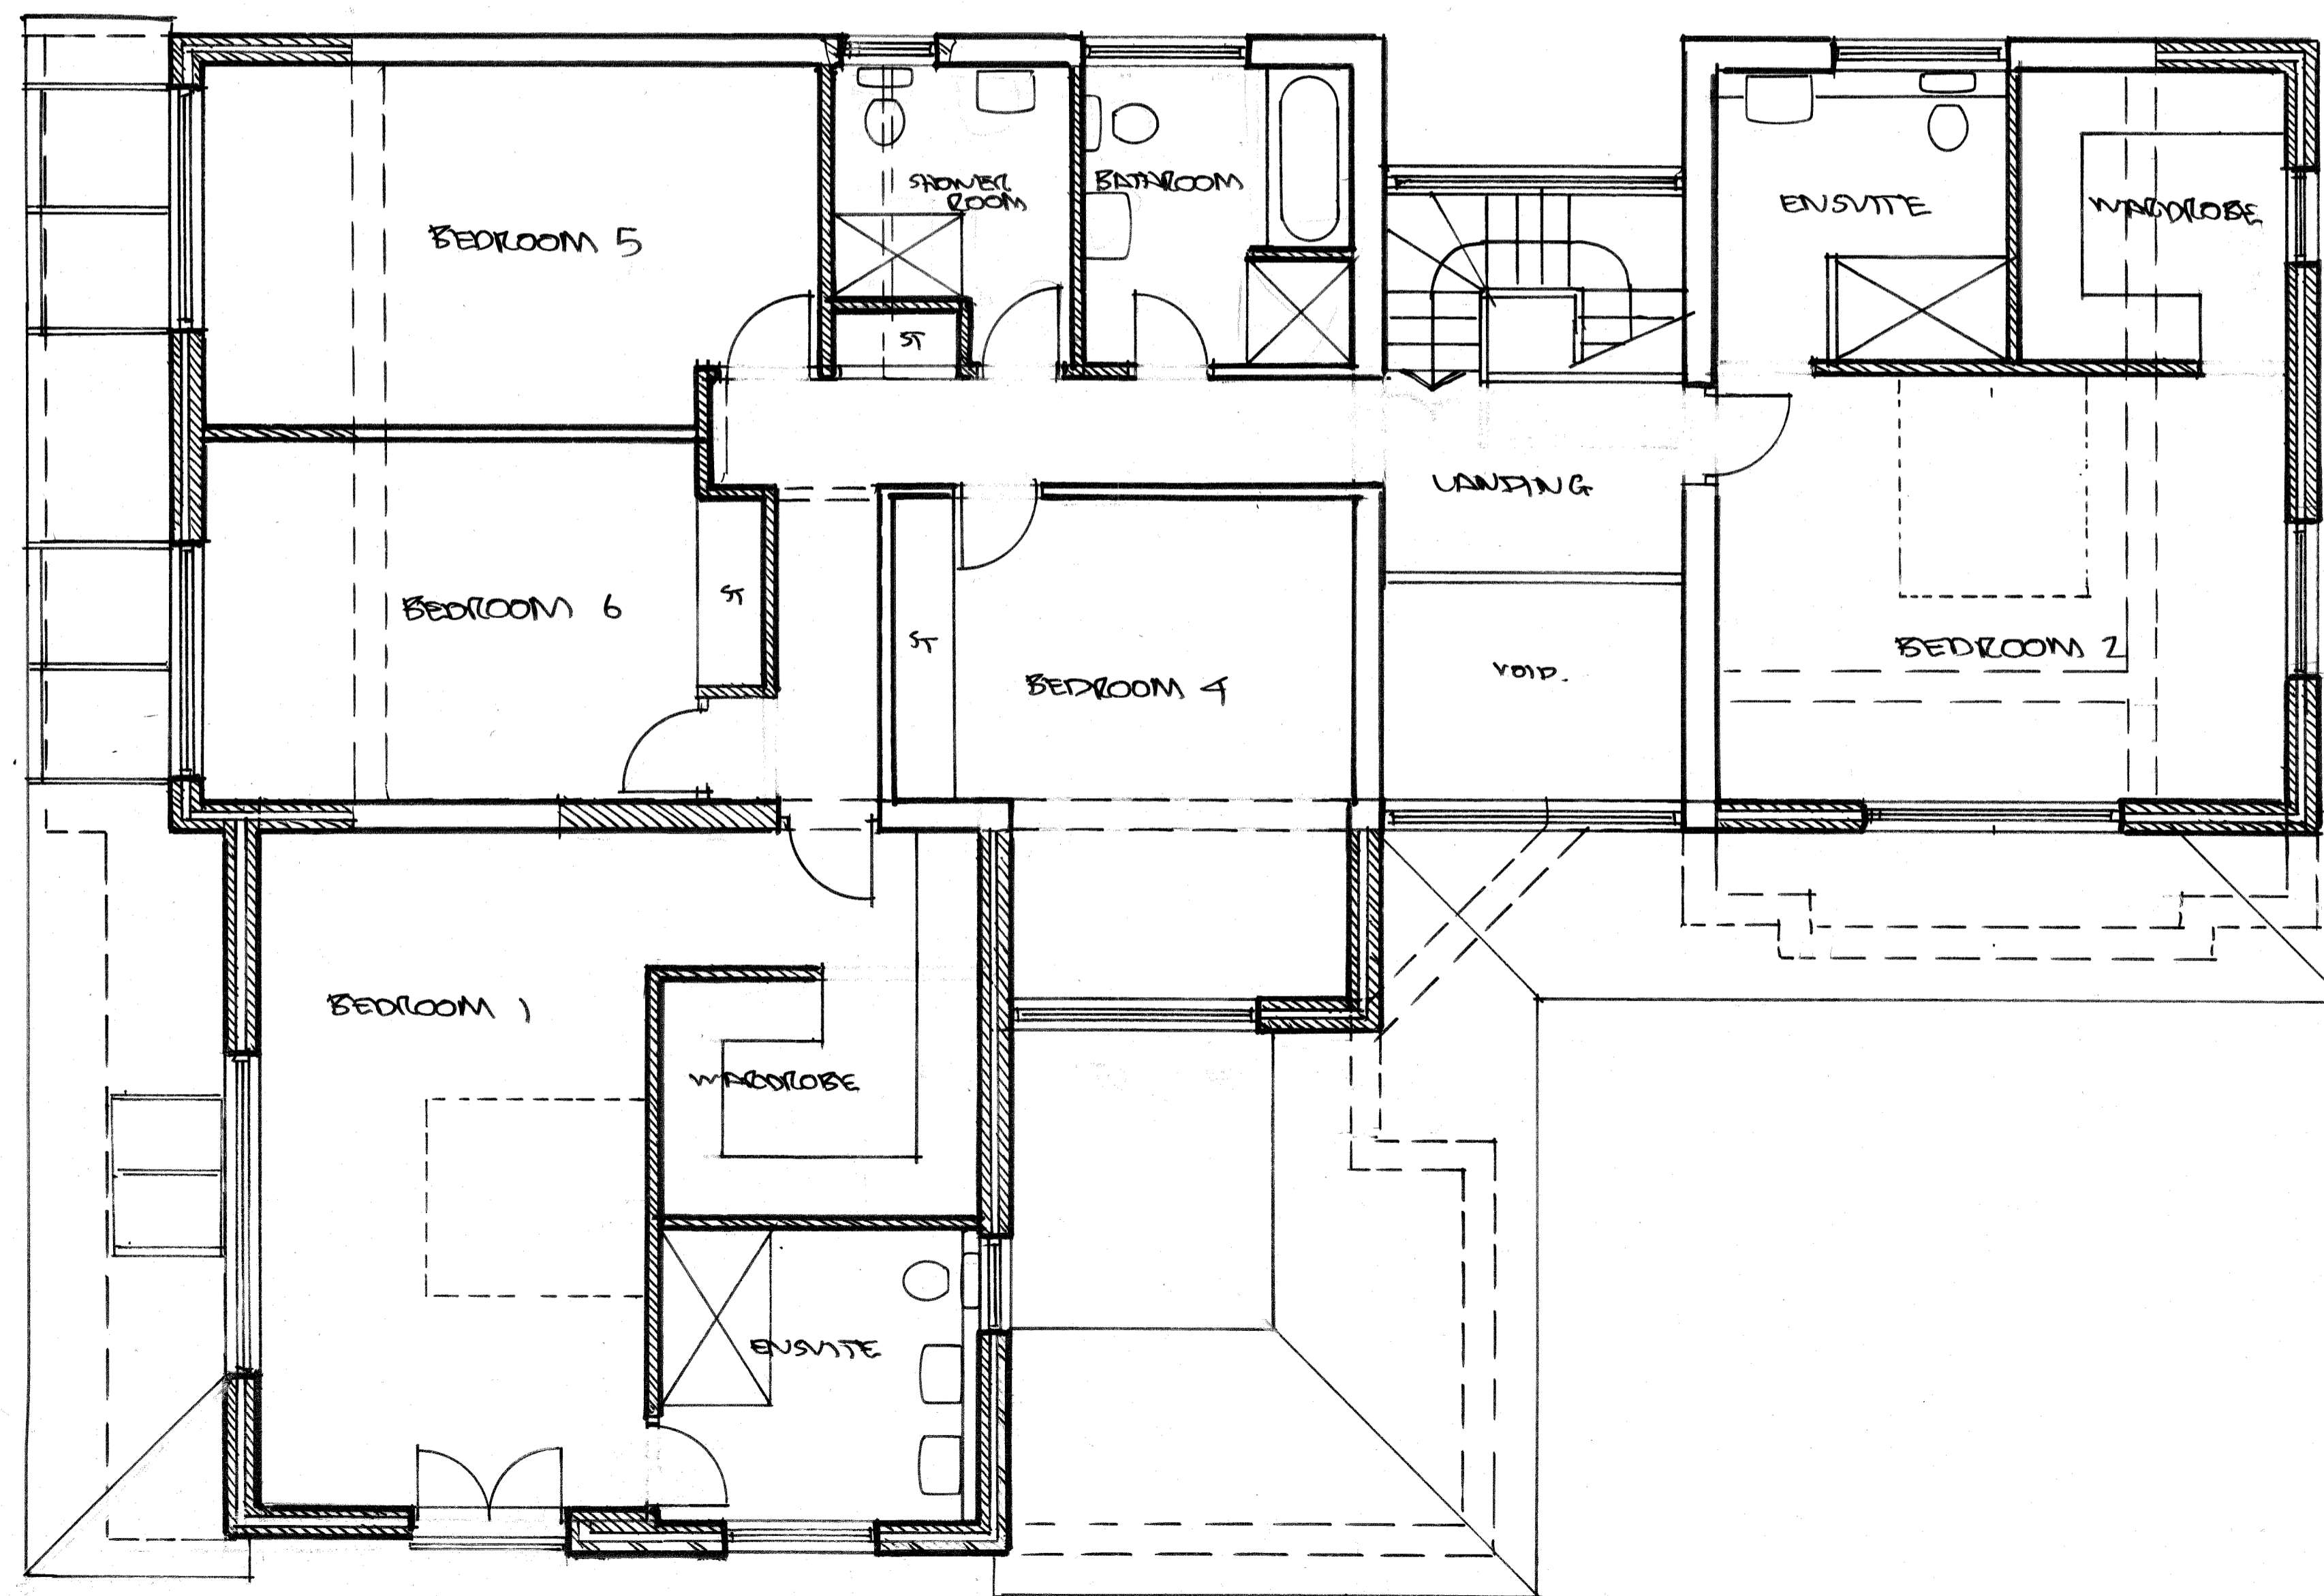 SHOWER
ROOM
BATHROOM
ENSUITE
WARDROBE
BEDROOM 5
ST
LANDING
BEDROOM 6
ST
ST
BEDROOM 4
VOID.
BEDROOM 2
BEDROOM 1
WARDROBE
ENSUITE